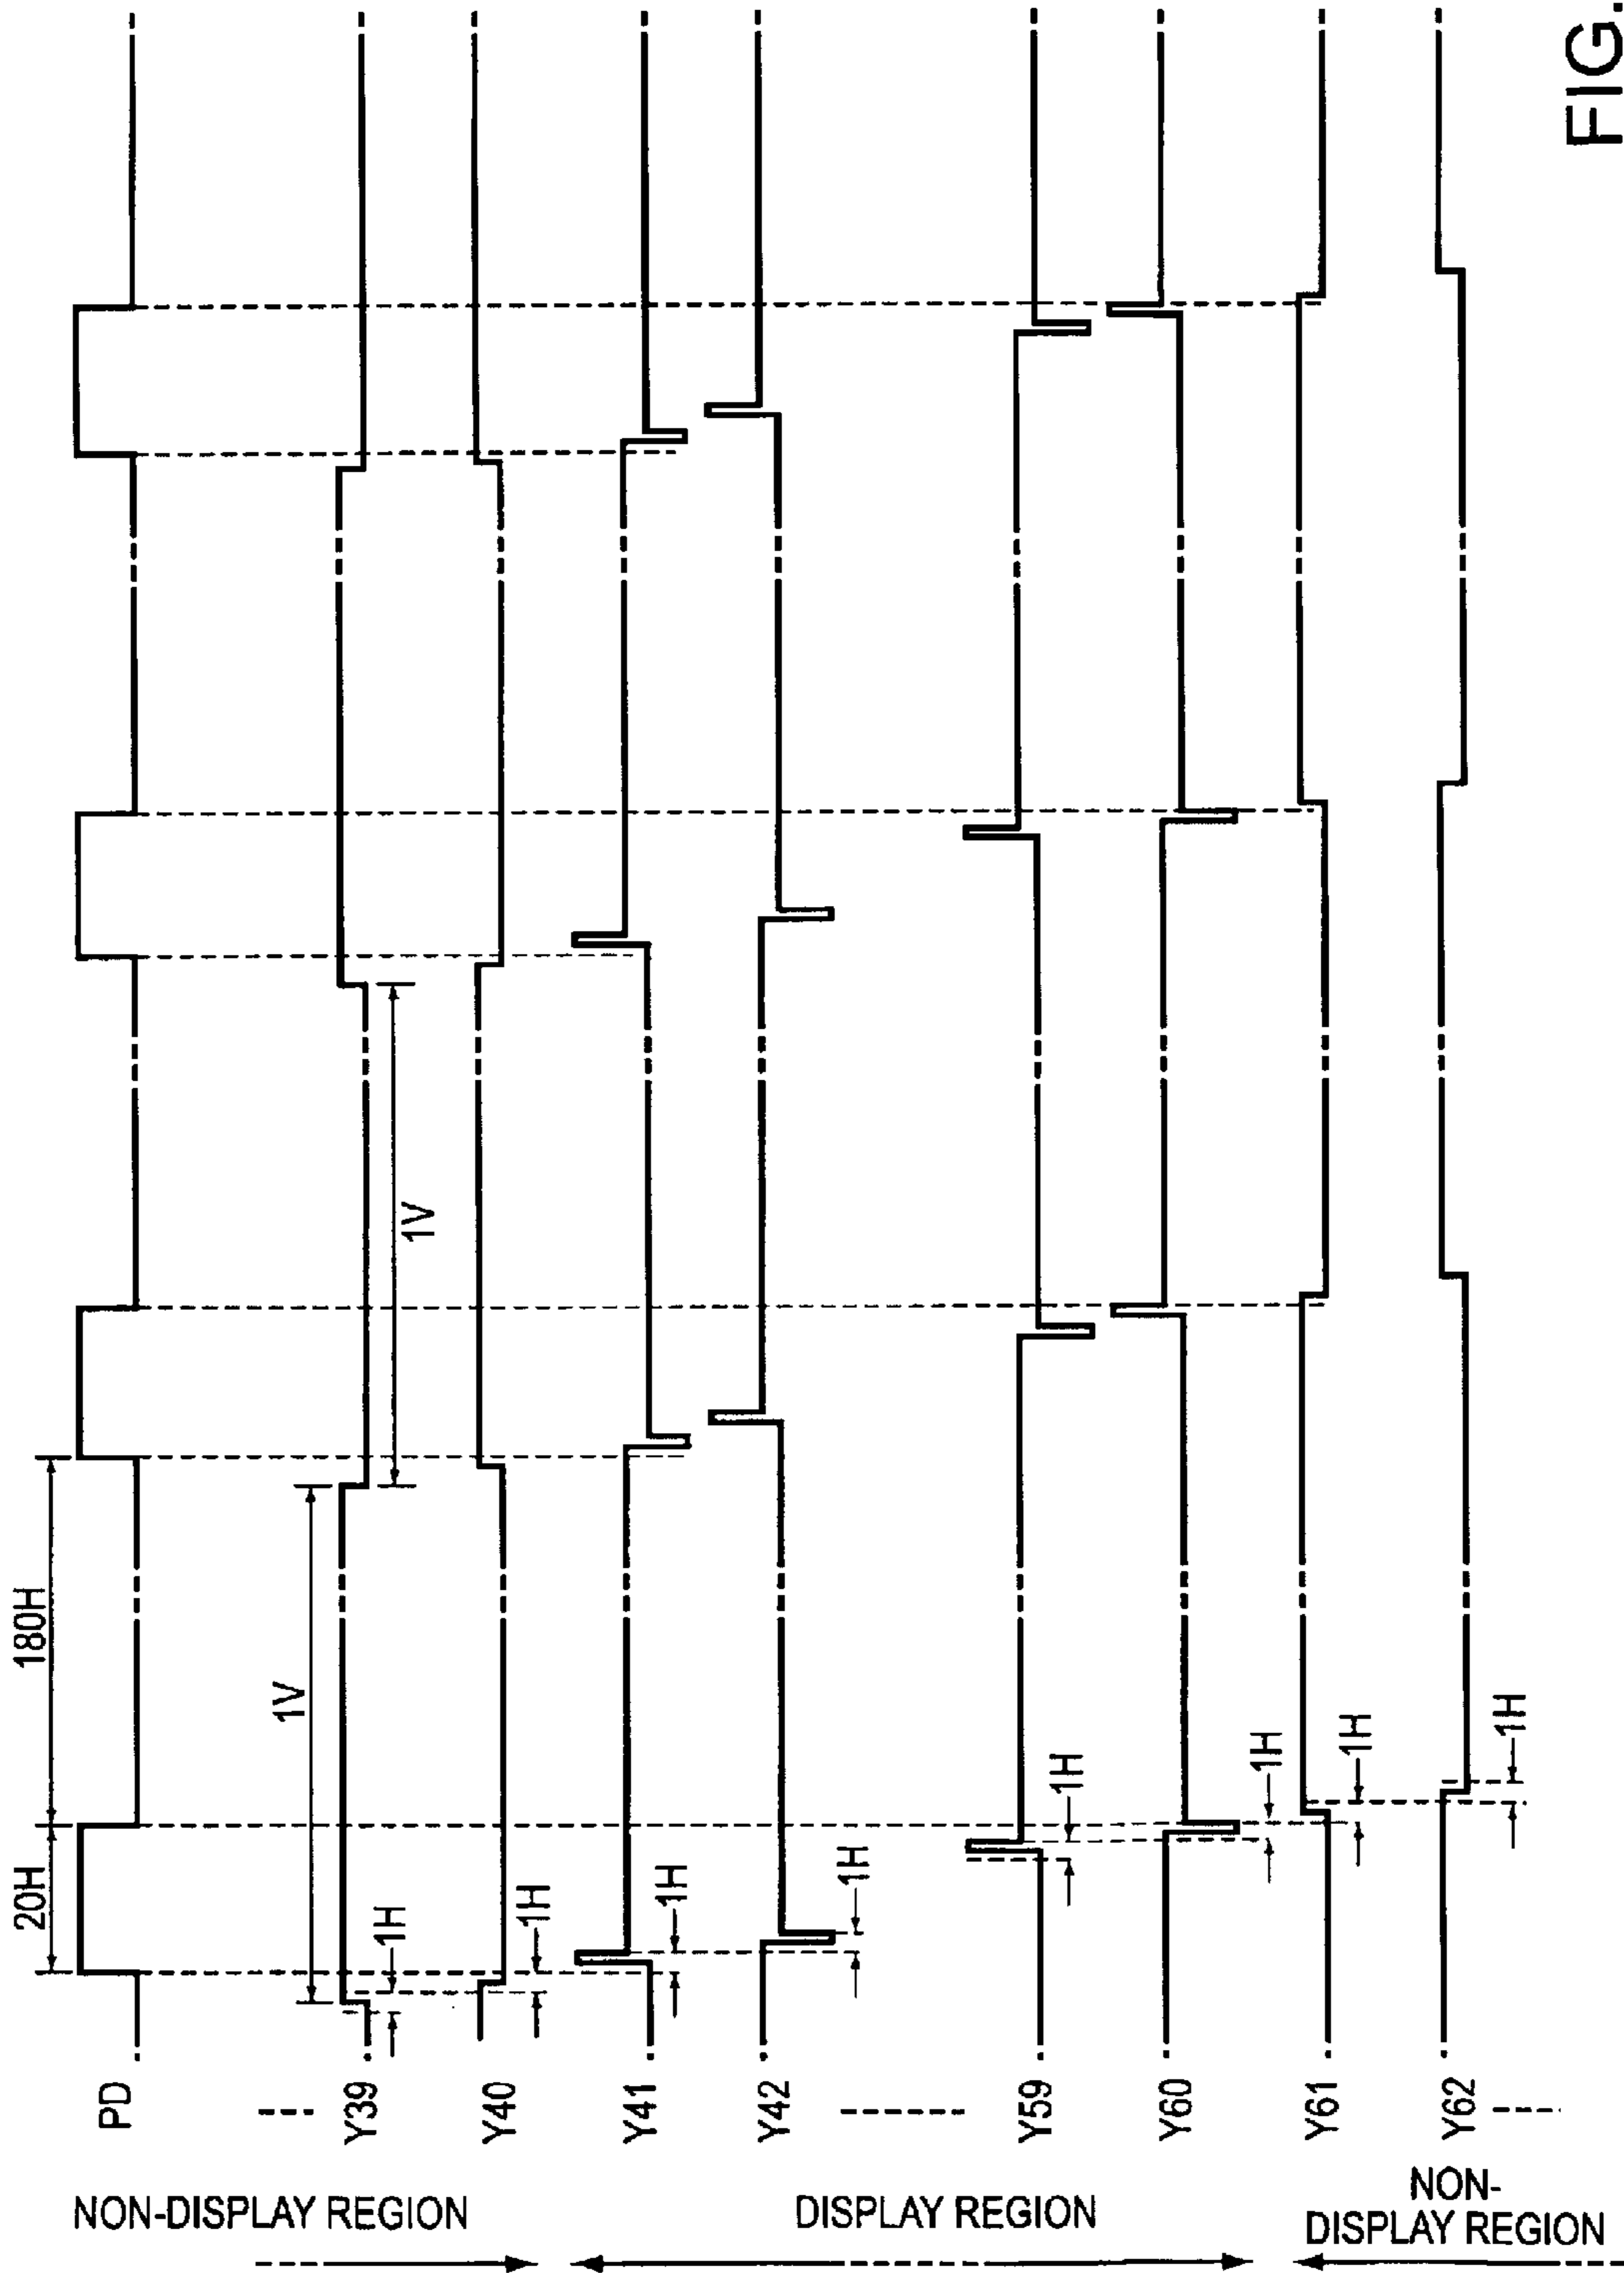 20H
180H
PD
1V
1V
1H
Y39
1H
Y40
1H
Y41
1H
Y42
1H
Y59
1H
Y60
1H
Y61
1H
Y62
NON-DISPLAY REGION
DISPLAY REGION
NON-
DISPLAY REGION
FIG.